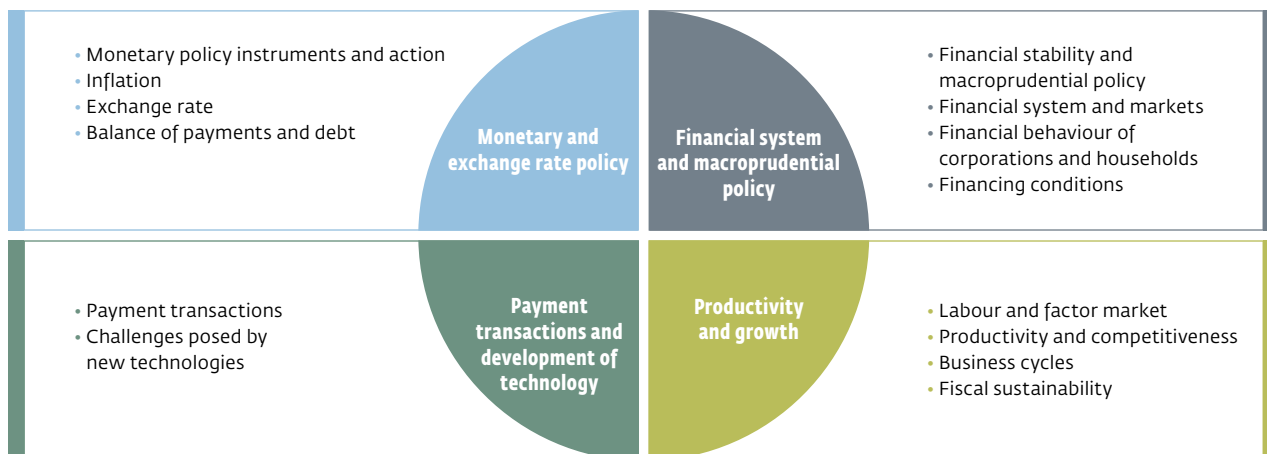 • Monetary policy instruments and action
• Inflation
• Exchange rate
• Balance of payments and debt
Monetary and
exchange rate policy
Financial system
and macroprudential
policy
• Financial stability and
macroprudential policy
• Financial system and markets
• Financial behaviour of
corporations and households
• Financing conditions
• Payment transactions
• Challenges posed by
new technologies
Payment
transactions and
development of
technology
Productivity
and growth
• Labour and factor market
• Productivity and competitiveness
• Business cycles
• Fiscal sustainability